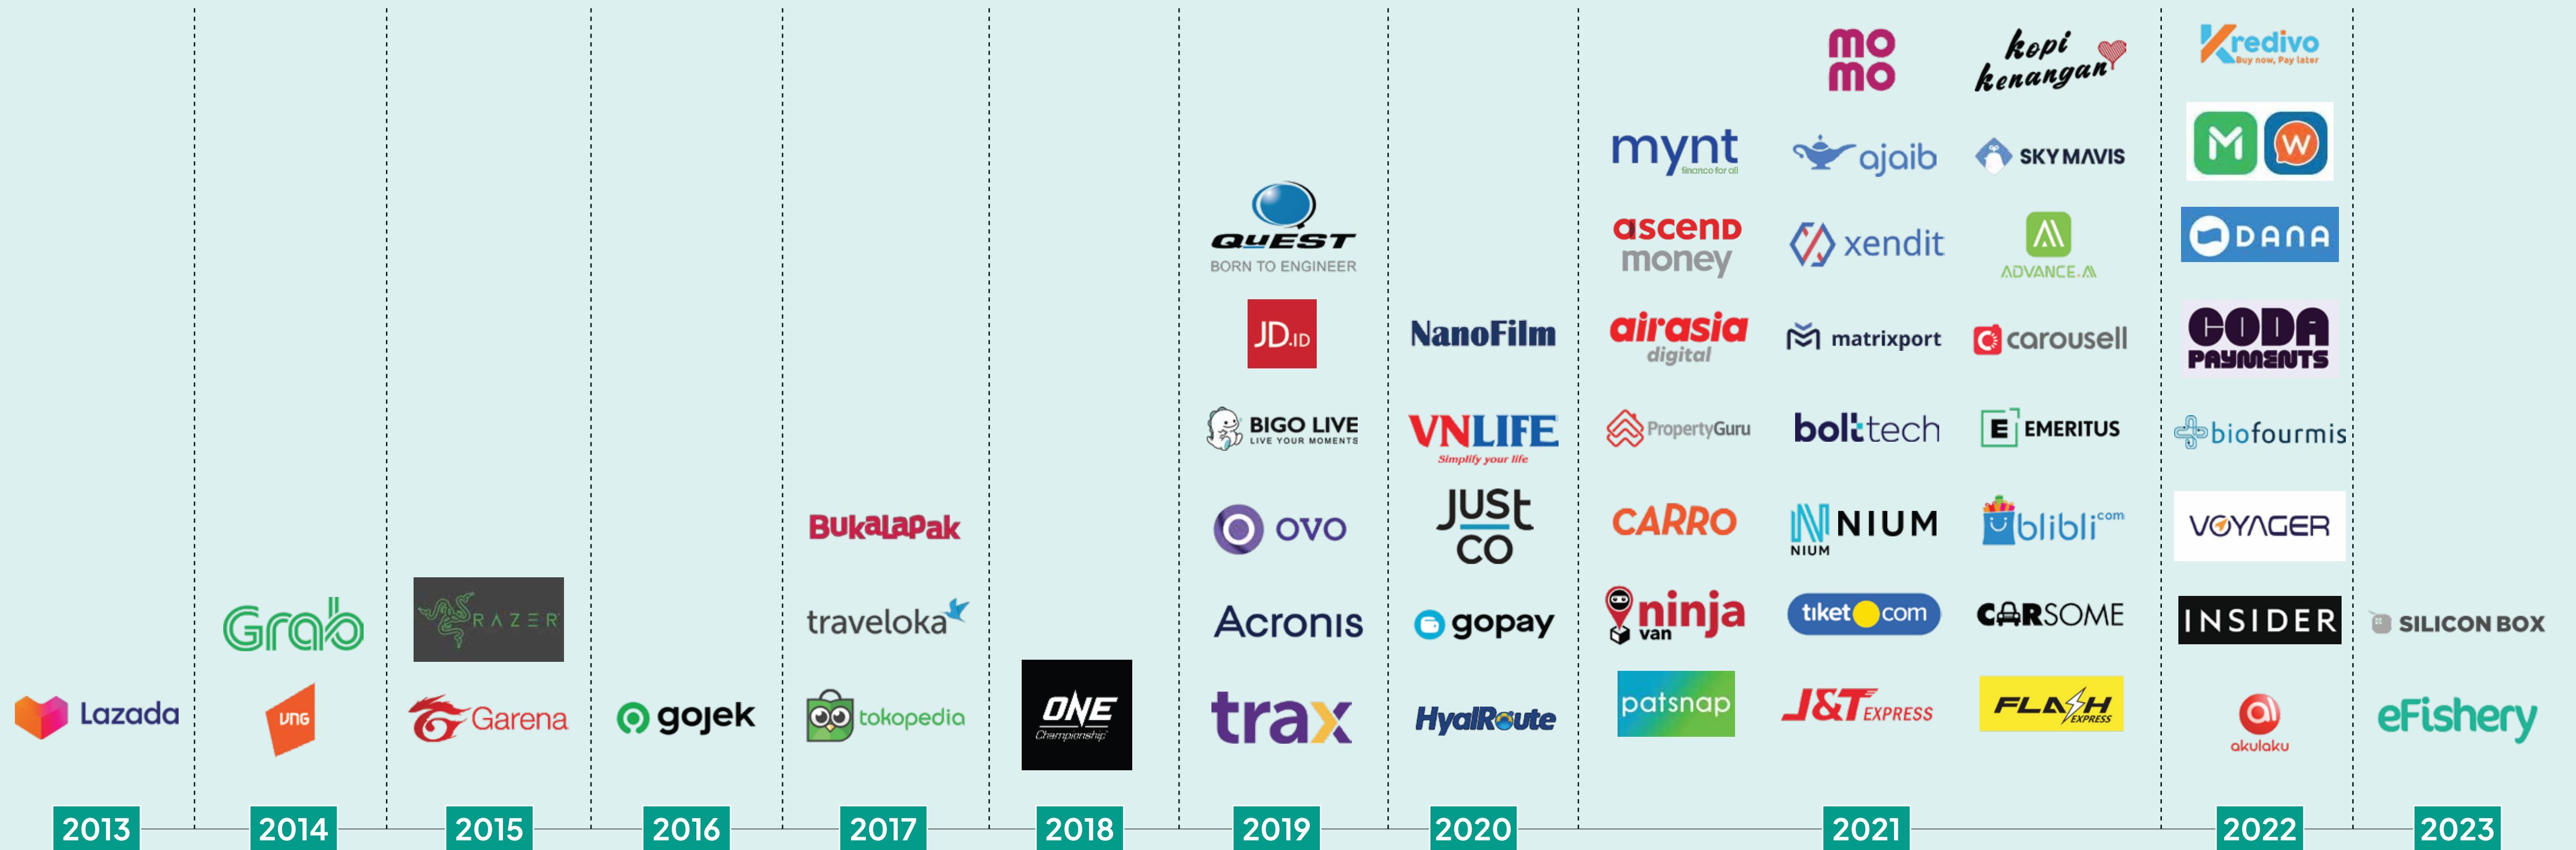 Lazada
2013
Grab
VNG
2014
RAZER
Garena
2015
gojek
2016
BukaLapak
traveloka
tokopedia
2017
ONE
Championship
2018
QuEST
BORN TO ENGINEER
JD.ID
BIGO LIVE
LIVE YOUR MOMENTS
OVO
Acronis
trax
2019
NanoFilm
VNLIFE
Simplify your life
JUSt
CO
gopay
HyalRoute
2020
mo
mo
kopi
kenangan
mynt
finance for all
ajaib
SKY MAVIS
ascend
money
xendit
ADVANCE.AI
airasia
digital
matrixport
carousell
PropertyGuru
bolttech
E EMERITUS
CARRO
NIUM
NIUM
blibli.com
ninja
van
tiket.com
CARSOME
patsnap
J&T EXPRESS
FLASH
EXPRESS
2021
Kredivo
Buy now, Pay later
M W
DANA
CODA
PAYMENTS
biofourmis
VOYAGER
INSIDER
akulaku
2022
SILICON BOX
eFishery
2023